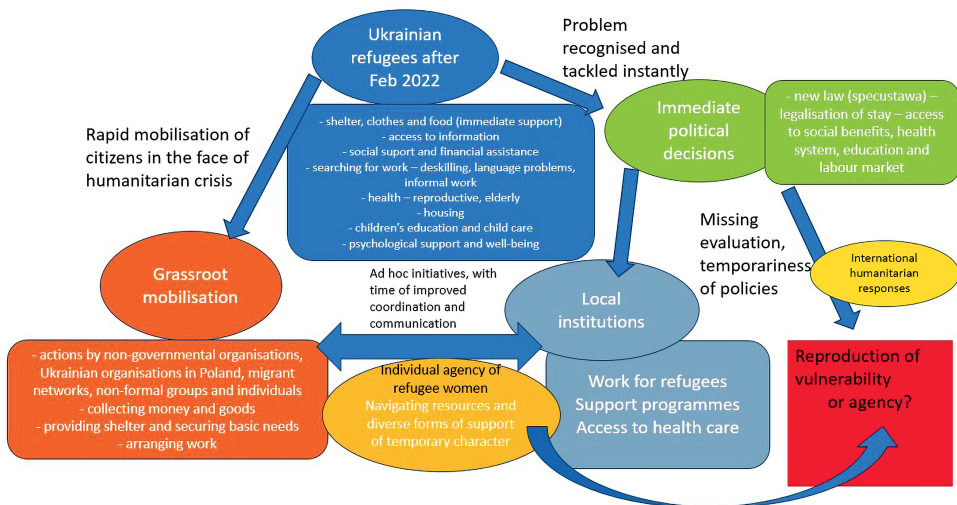 Ukrainian
refugees after
Feb 2022
Problem
recognised and
tackled instantly
Immediate
political
decisions
- new law (specustawa) –
legalisation of stay – access
to social benefits, health
system, education and
labour market
Rapid mobilisation of
citizens in the face of
humanitarian crisis
- shelter, clothes and food (immediate support)
- access to information
- social suport and financial assistance
- searching for work – deskilling, language problems,
informal work
- health – reproductive, elderly
- housing
- children's education and child care
- psychological support and well-being
Missing
evaluation,
temporariness
of policies
International
humanitarian
responses
Grassroot
mobilisation
Ad hoc initiatives, with
time of improved
coordination and
communication
Local
institutions
- actions by non-governmental organisations,
Ukrainian organisations in Poland, migrant
networks, non-formal groups and individuals
- collecting money and goods
- providing shelter and securing basic needs
- arranging work
Individual agency of
refugee women
Navigating resources and
diverse forms of support
of temporary character
Work for refugees
Support programmes
Access to health care
Reproduction of
vulnerability
or agency?